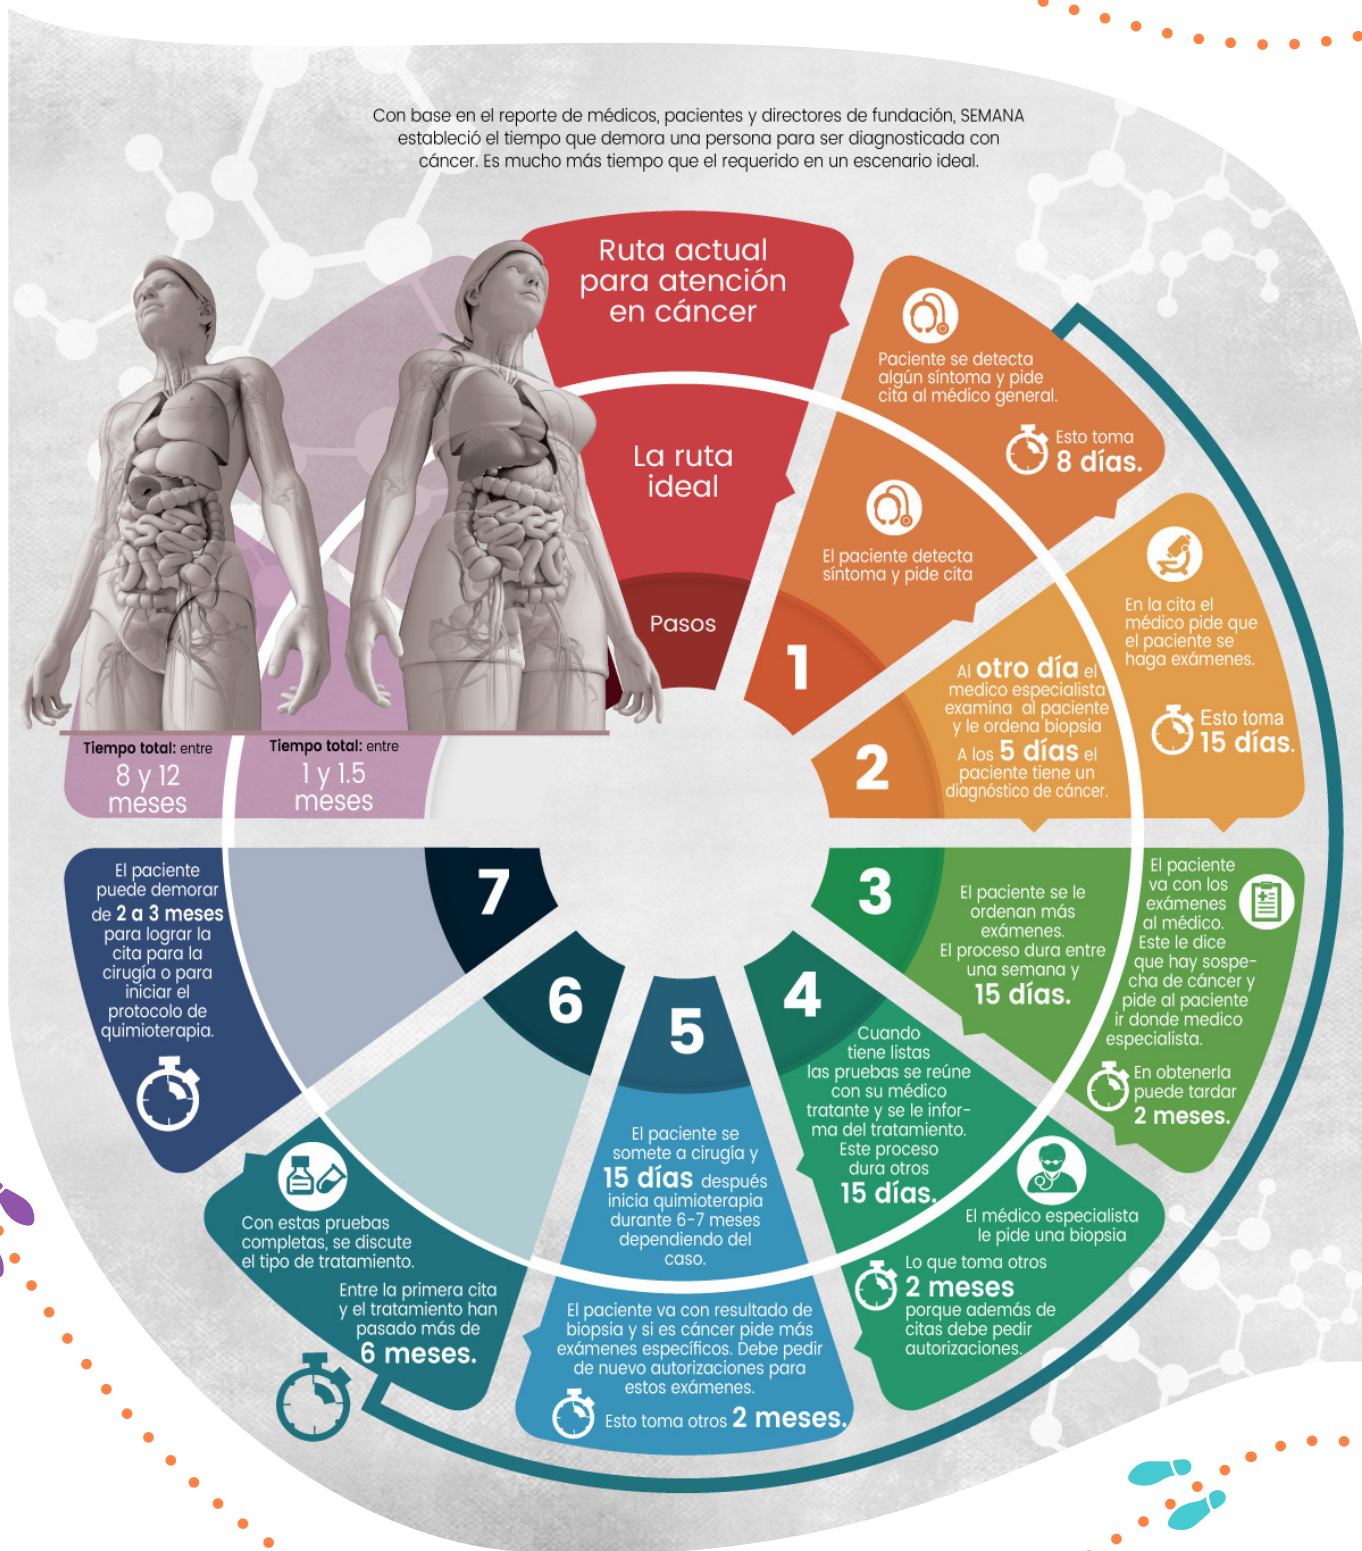 Con base en el reporte de médicos, pacientes y directores de fundación, SEMANA
estableció el tiempo que demora una persona para ser diagnosticada con
cáncer. Es mucho más tiempo que el requerido en un escenario ideal.
Ruta actual
para atención
en cáncer
La ruta
ideal
Pasos
Paciente se detecta
algún síntoma y pide
cita al médico general.
Esto toma
8 días.
El paciente detecta
síntoma y pide cita
1
En la cita el
médico pide que
el paciente se
haga exámenes.
Esto toma
15 días.
Al otro día el
medico especialista
examina al paciente
y le ordena biopsia
A los 5 días el
paciente tiene un
diagnóstico de cáncer.
2
El paciente
va con los
exámenes
al médico.
Este le dice
que hay sospe-
cha de cáncer y
pide al paciente
ir donde medico
especialista.
En obtenerla
puede tardar
2 meses.
El paciente se le
ordenan más
exámenes.
El proceso dura entre
una semana y
15 días.
3
4
Cuando
tiene listas
las pruebas se reúne
con su médico
tratante y se le infor-
ma del tratamiento.
Este proceso
dura otros
15 días.
El médico especialista
le pide una biopsia
Lo que toma otros
2 meses
porque además de
citas debe pedir
autorizaciones.
5
El paciente se
somete a cirugía y
15 días después
inicia quimioterapia
durante 6-7 meses
dependiendo del
caso.
El paciente va con resultado de
biopsia y si es cáncer pide más
exámenes específicos. Debe pedir
de nuevo autorizaciones para
estos exámenes.
Esto toma otros 2 meses.
6
Con estas pruebas
completas, se discute
el tipo de tratamiento.
Entre la primera cita
y el tratamiento han
pasado más de
6 meses.
7
El paciente
puede demorar
de 2 a 3 meses
para lograr la
cita para la
cirugía o para
iniciar el
protocolo de
quimioterapia.
Tiempo total: entre
8 y 12
meses
Tiempo total: entre
1 y 1.5
meses